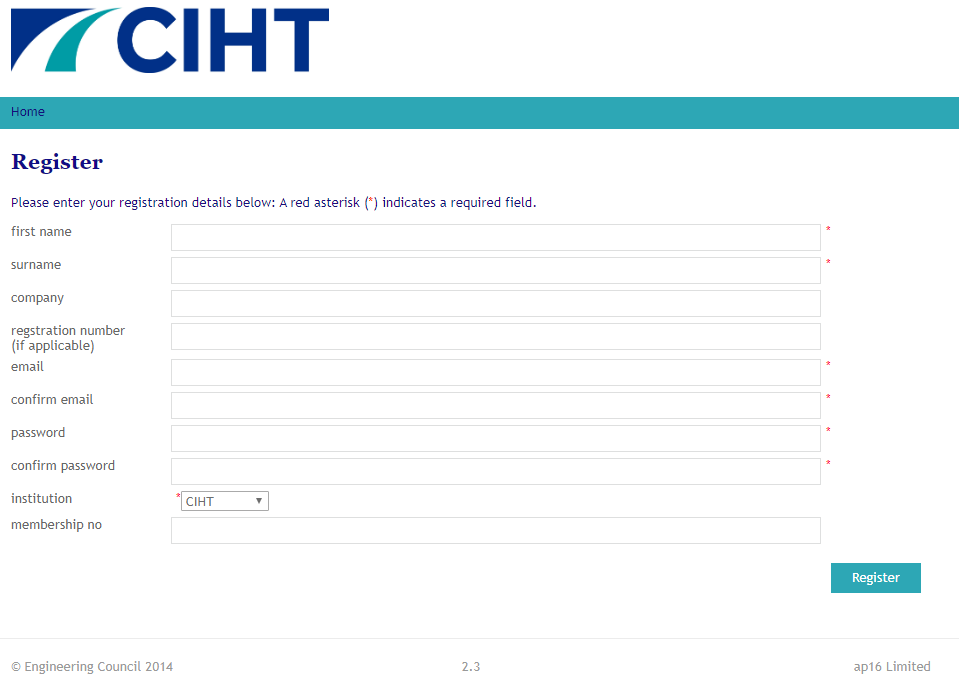 CIHT
Home
Register
Please enter your registration details below: A red asterisk (*) indicates a required field.
first name *
surname *
company
regstration number
(if applicable)
email *
confirm email *
password *
confirm password *
institution * CIHT ▼
membership no
Register
© Engineering Council 2014 2.3 ap16 Limited